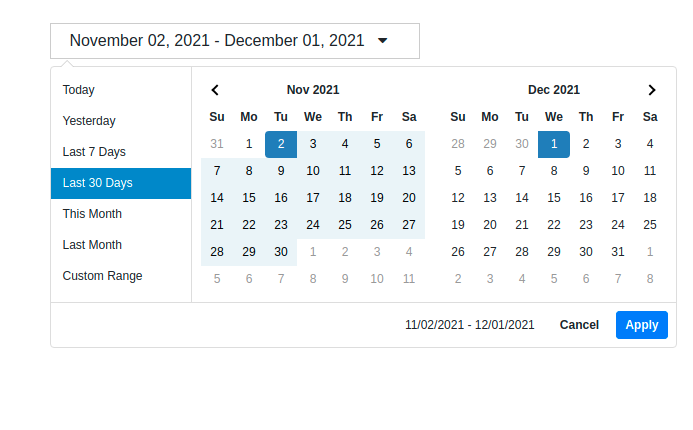 November 02, 2021 - December 01, 2021
Today
Yesterday
Last 7 Days
Last 30 Days
This Month
Last Month
Custom Range
Nov 2021
Su Mo Tu We Th Fr Sa
31 1 2 3 4 5 6
7 8 9 10 11 12 13
14 15 16 17 18 19 20
21 22 23 24 25 26 27
28 29 30 1 2 3 4
5 6 7 8 9 10 11
Dec 2021
Su Mo Tu We Th Fr Sa
28 29 30 1 2 3 4
5 6 7 8 9 10 11
12 13 14 15 16 17 18
19 20 21 22 23 24 25
26 27 28 29 30 31 1
2 3 4 5 6 7 8
11/02/2021 - 12/01/2021 Cancel Apply